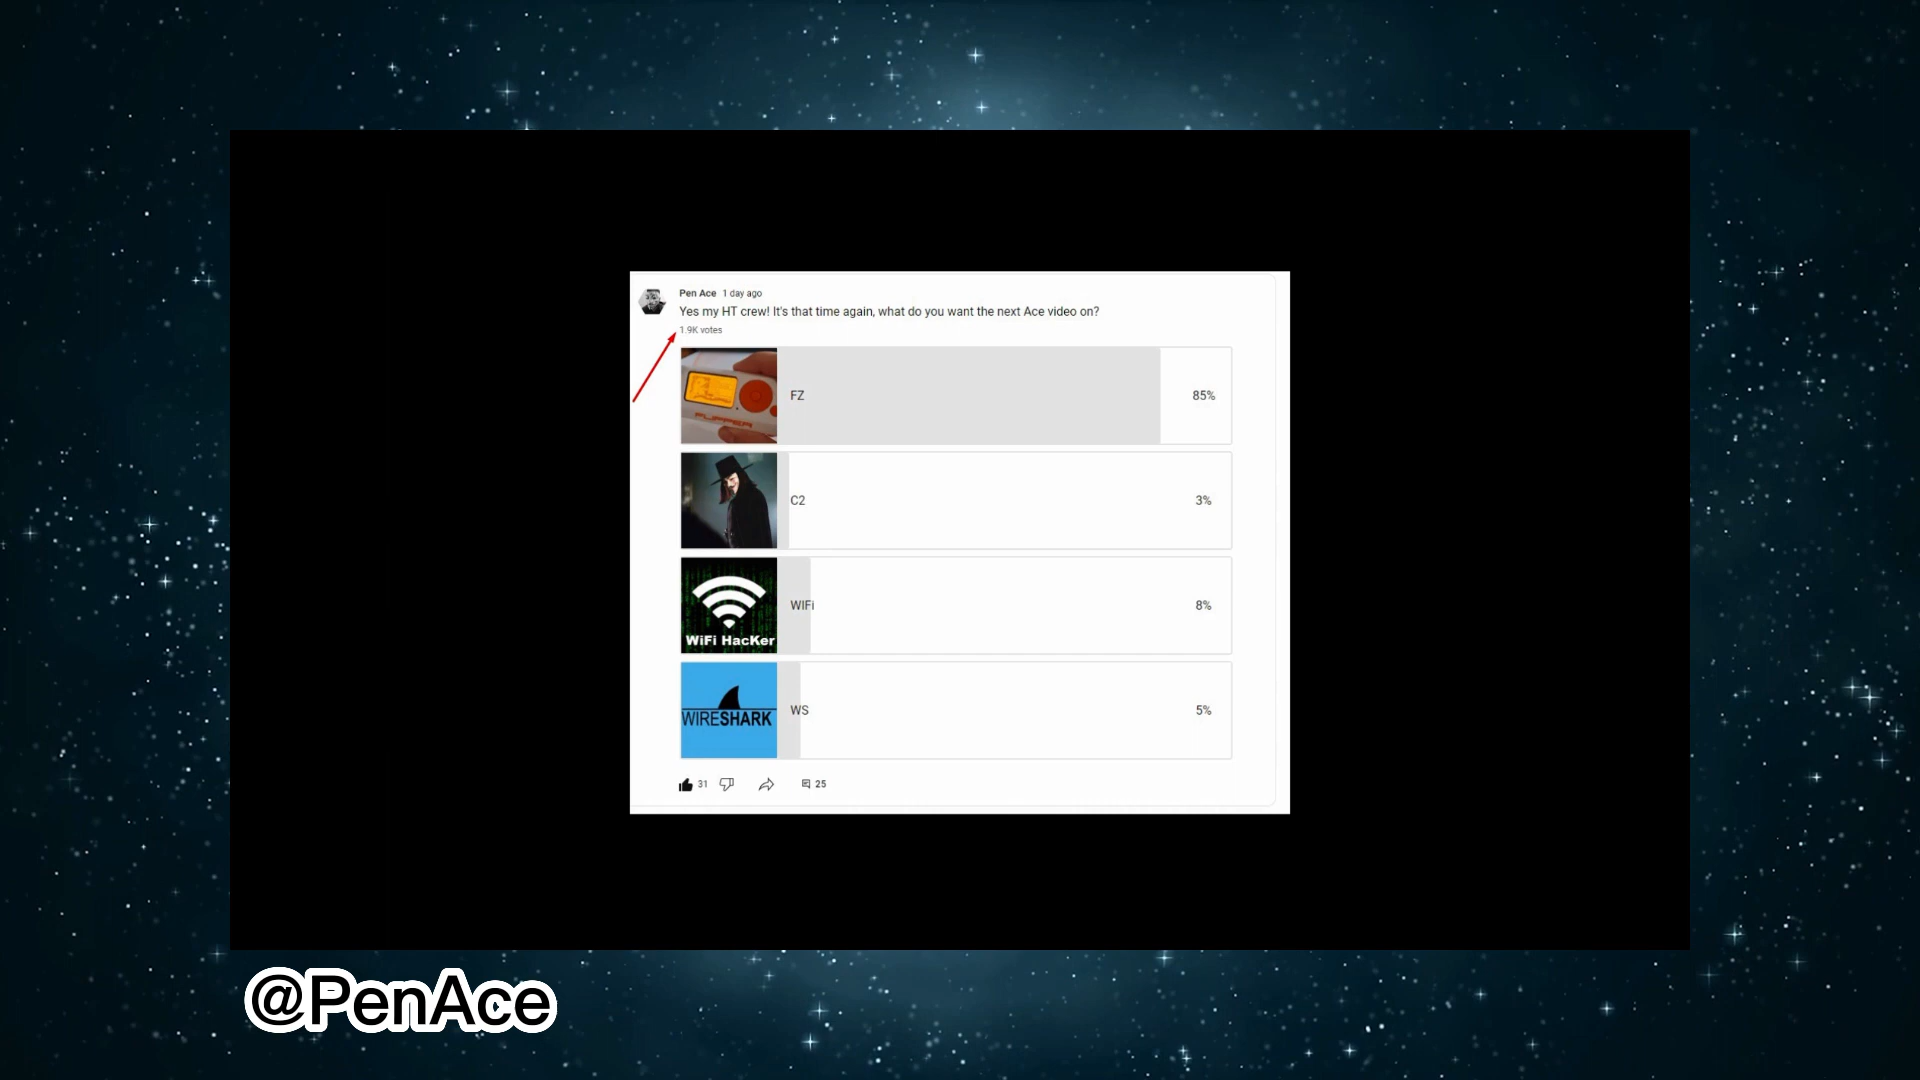 Pen Ace 1 day ago
Yes my HT crew! It's that time again, what do you want the next Ace video on?
1.9K votes
FLIPPER
FZ
85%
C2
3%
WiFi HacKer
WIFi
8%
WIRESHARK
WS
5%
31
25
@PenAce